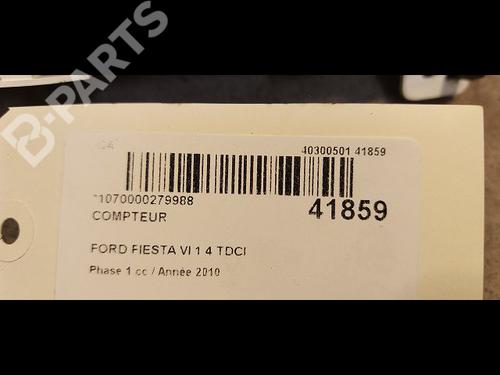 B-PARTS
40300501 41859
*1070000279988
41859
COMPTEUR
FORD FIESTA VI 1 4 TDCI
Phase 1 cc / Année 2010